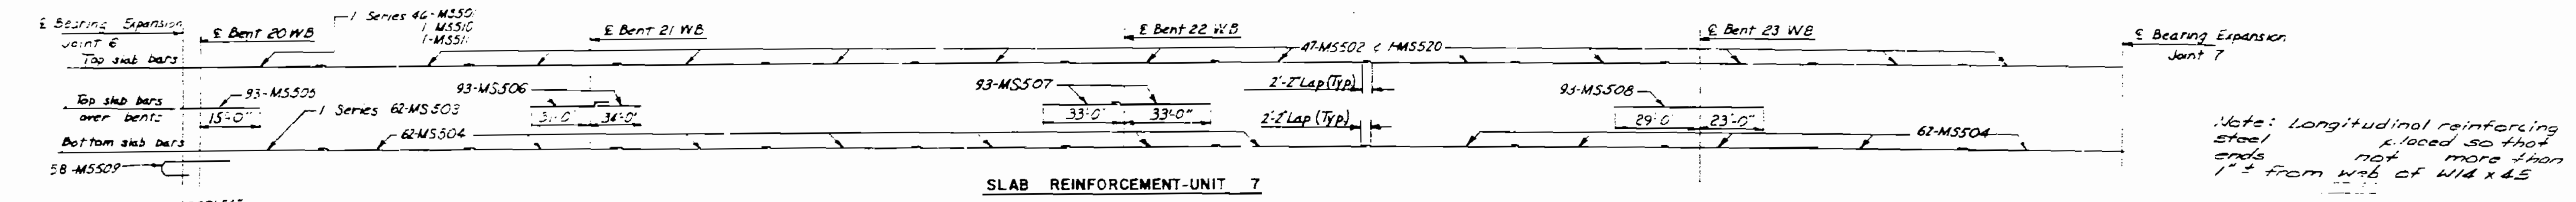 ℄ Bearing Expansion
Joint 6
℄ Bent 20 WB
1 Series 46-MS501
1 MS510
1-MS511
℄ Bent 21 WB
℄ Bent 22 WB
℄ Bent 23 WB
℄ Bearing Expansion
Joint 7
Top slab bars
47-MS502 & 1-MS520
2'-2" Lap (Typ)
Top slab bars
over bents
93-MS505
15'-0"
93-MS506
34'-0"
93-MS507
33'-0"
33'-0"
93-MS508
29'-0
23'-0"
1 Series 62-MS503
2'-2" Lap (Typ)
62-MS504
62-MS504
Bottom slab bars
58-MS509
SLAB REINFORCEMENT-UNIT 7
Note: Longitudinal reinforcing
steel placed so that
ends not more than
1" ± from web of W14 x 45